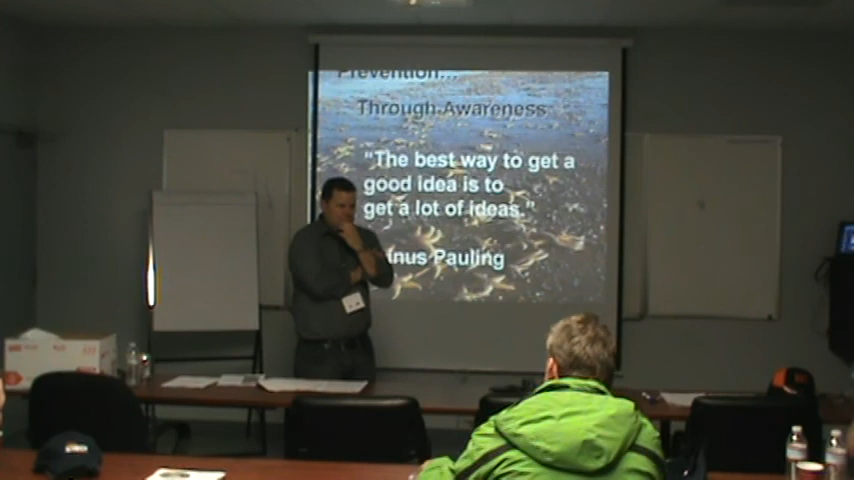 Prevention...
Through Awareness
"The best way to get a
good idea is to
get a lot of ideas."
inus Pauling